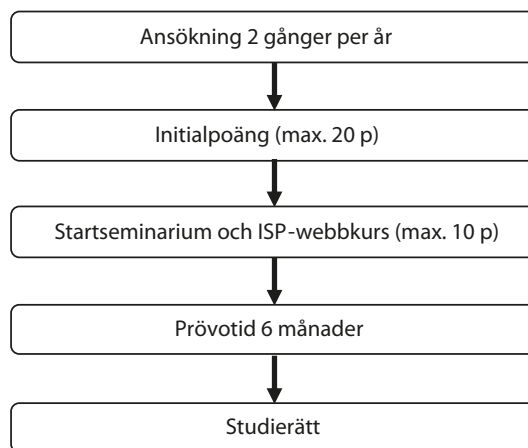 Ansökning 2 gånger per år
Initialpoäng (max. 20 p)
Startseminarium och ISP-webbkurs (max. 10 p)
Prövotid 6 månader
Studierätt